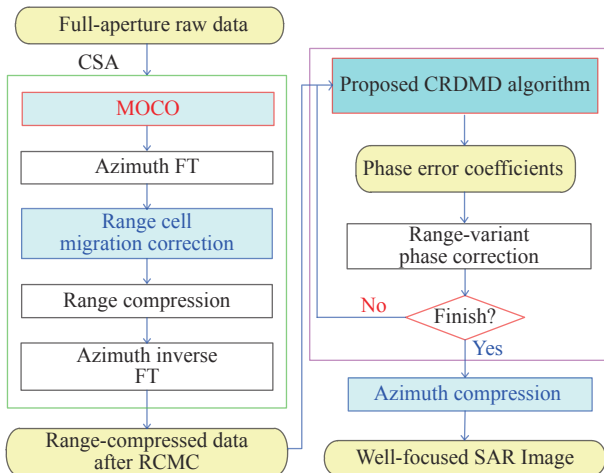 Full-aperture raw data
CSA
MOCO
Azimuth FT
Range cell
migration correction
Range compression
Azimuth inverse
FT
Range-compressed data
after RCMC
Proposed CRDMD algorithm
Phase error coefficients
Range-variant
phase correction
No
Finish?
Yes
Azimuth compression
Well-focused SAR Image